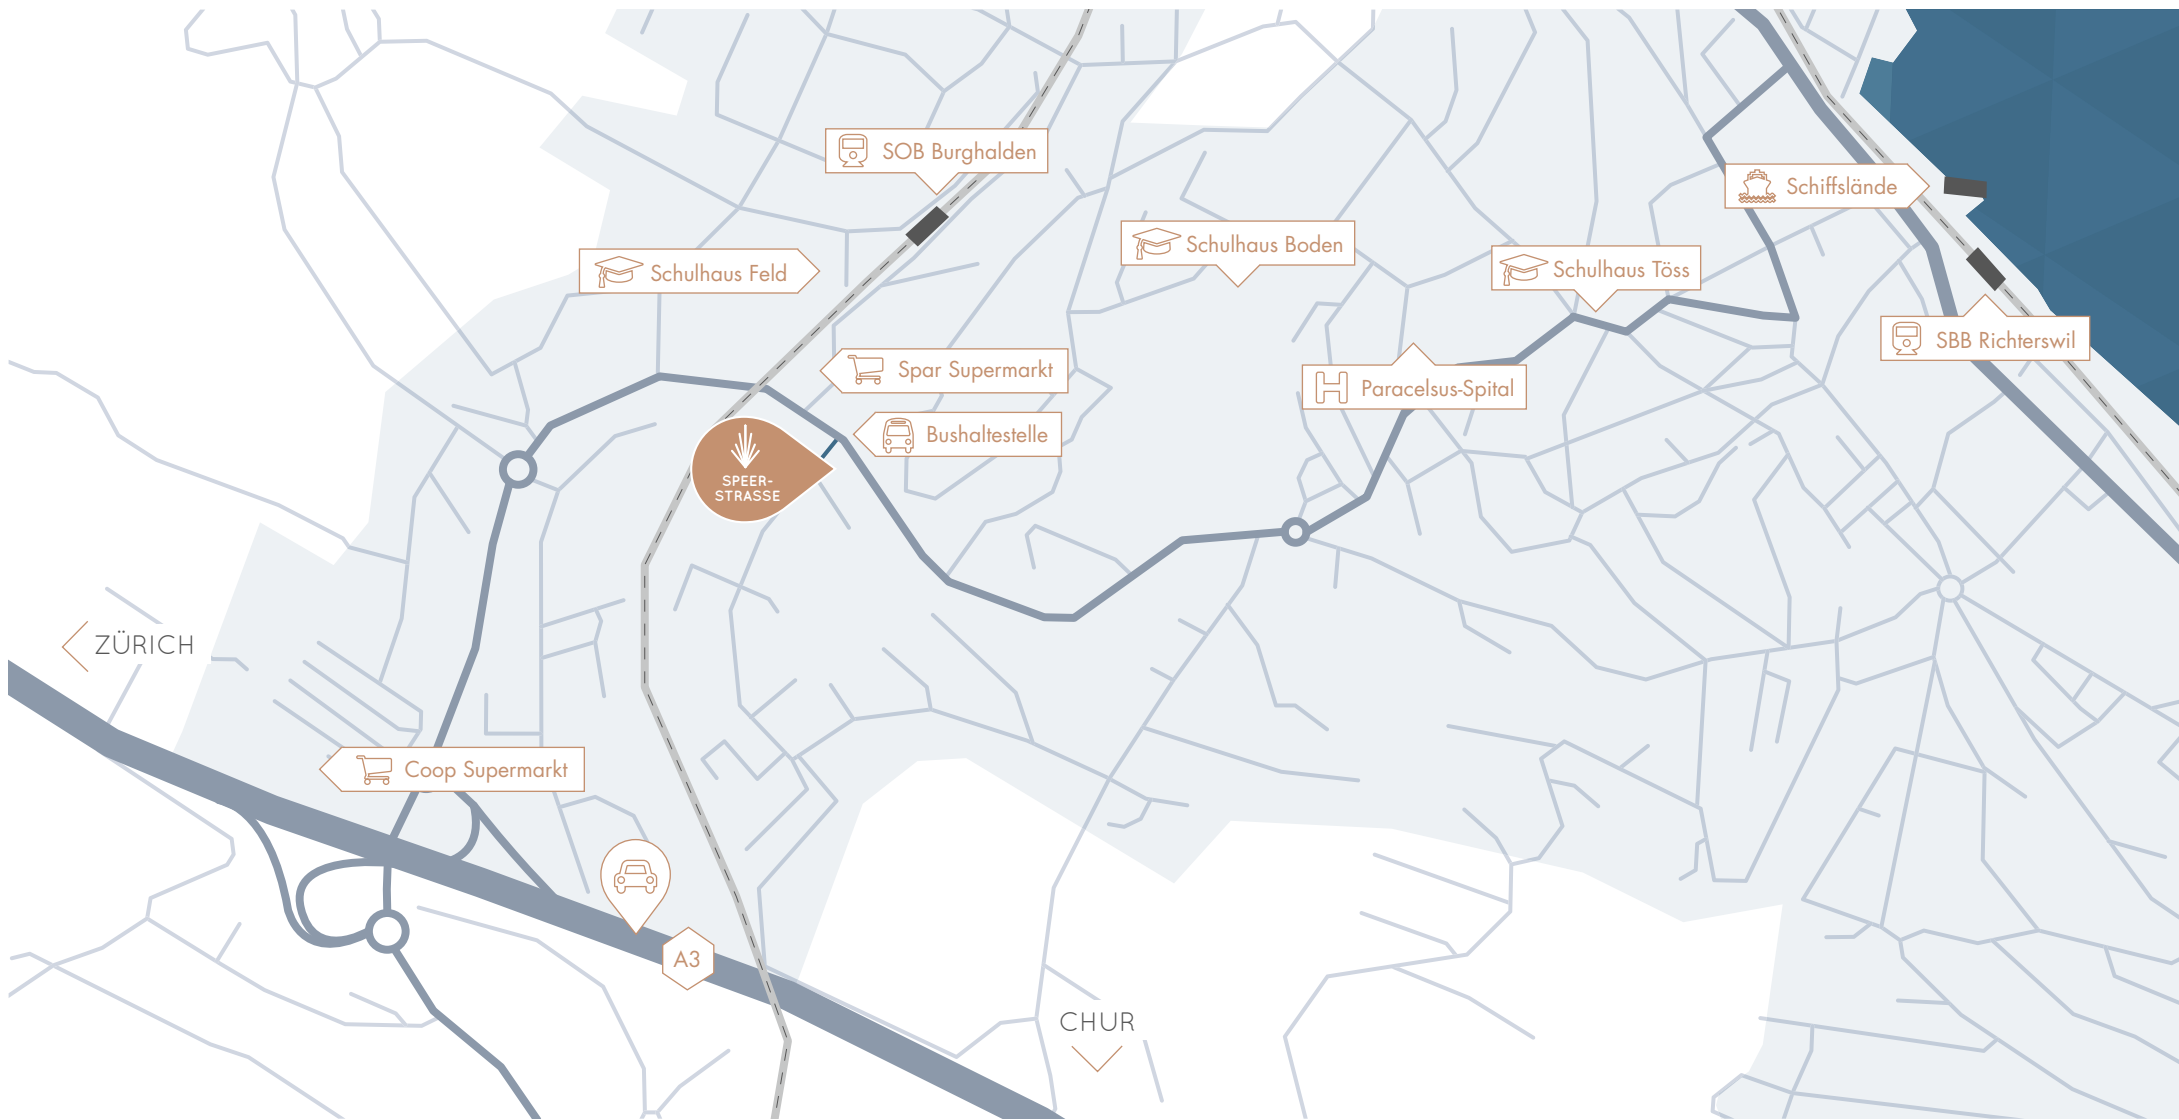 SOB Burghalden
Schiffslände
Schulhaus Boden
Schulhaus Feld
Schulhaus Töss
SBB Richterswil
Spar Supermarkt
Paracelsus-Spital
Bushaltestelle
SPEER-
STRASSE
ZÜRICH
Coop Supermarkt
A3
CHUR